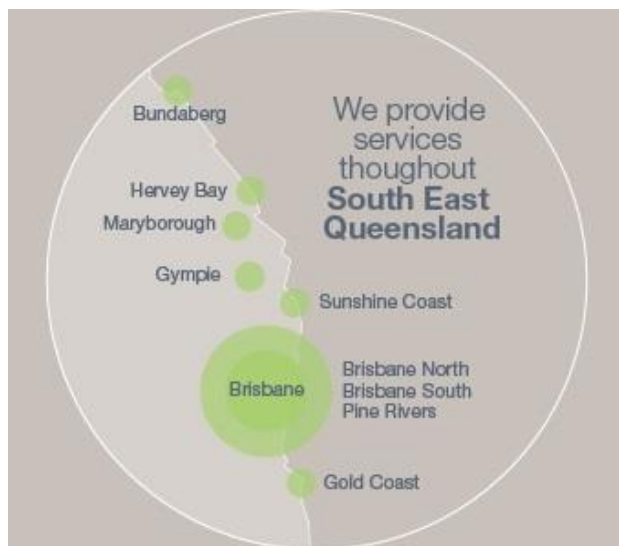 We provide
services
thoughout
South East
Queensland
Bundaberg
Hervey Bay
Maryborough
Gympie
Sunshine Coast
Brisbane
Brisbane North
Brisbane South
Pine Rivers
Gold Coast